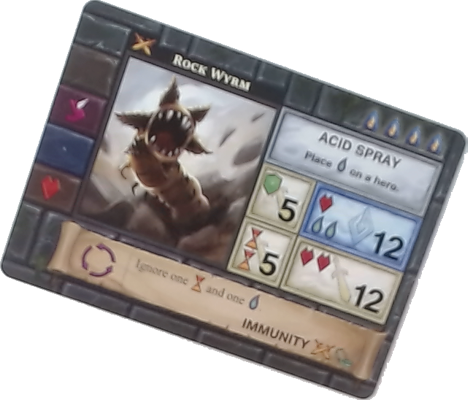 ROCK WYRM
ACID SPRAY
Place on a hero.
5
12
5
12
Ignore one and one
IMMUNITY